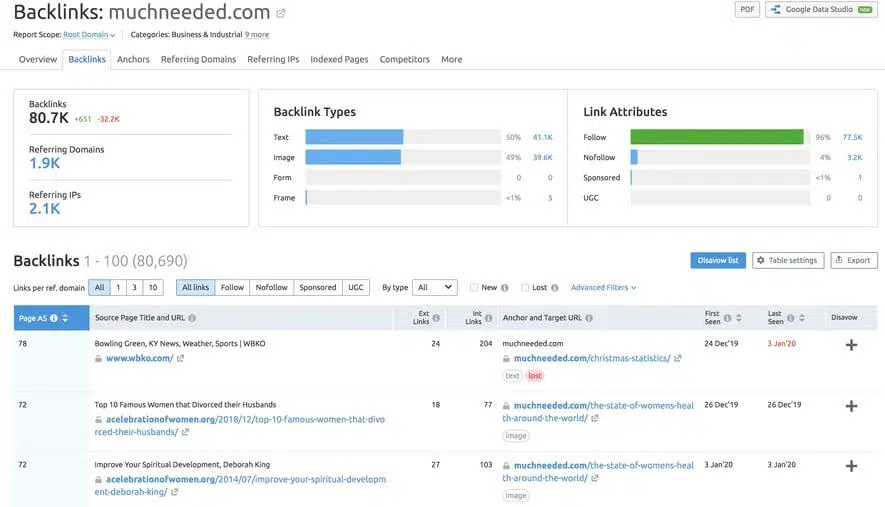 Backlinks: muchneeded.com
PDF
Google Data Studio new
Report Scope: Root Domain
Categories: Business & Industrial 9 more
Overview
Backlinks
Anchors
Referring Domains
Referring IPs
Indexed Pages
Competitors
More
Backlinks
80.7K +651 -32.2K
Referring Domains
1.9K
Referring IPs
2.1K
Backlink Types
Text 50% 41.1K
Image 49% 39.6K
Form 0 0
Frame <1% 5
Link Attributes
Follow 96% 77.5K
Nofollow 4% 3.2K
Sponsored <1% 1
UGC 0 0
Backlinks 1 - 100 (80,690)
Disavow list
Table settings
Export
Links per ref. domain All 1 3 10
All links Follow Nofollow Sponsored UGC
By type All
New
Lost
Advanced Filters
Page AS
Source Page Title and URL
Ext Links
Int Links
Anchor and Target URL
First Seen
Last Seen
Disavow
78
Bowling Green, KY News, Weather, Sports | WBKO
www.wbko.com/
24
204
muchneeded.com
muchneeded.com/christmas-statistics/
text lost
24 Dec'19
3 Jan'20
72
Top 10 Famous Women that Divorced their Husbands
acelebrationofwomen.org/2018/12/top-10-famous-women-that-divo
rced-their-husbands/
18
77
muchneeded.com/the-state-of-womens-heal
th-around-the-world/
image
26 Dec'19
26 Dec'19
72
Improve Your Spiritual Development, Deborah King
acelebrationofwomen.org/2014/07/improve-your-spiritual-developm
ent-deborah-king/
27
103
muchneeded.com/the-state-of-womens-heal
th-around-the-world/
image
3 Jan'20
3 Jan'20